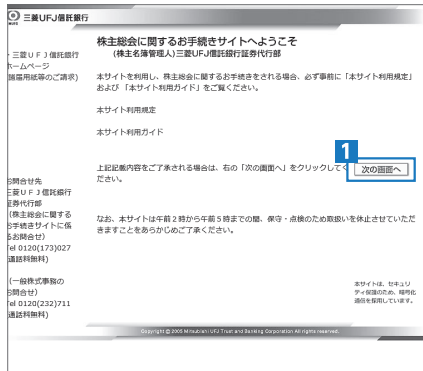 MUFG 三菱UFJ信託銀行
株主総会に関するお手続きサイトへようこそ
(株主名簿管理人)三菱UFJ信託銀行証券代行部
・三菱ＵＦＪ信託銀行
ホームページ
諸届用紙等のご請求)
本サイトを利用し、株主総会に関するお手続きをされる場合、必ず事前に「本サイト利用規定」
および 「本サイト利用ガイド」をご覧ください。
本サイト利用規定
本サイト利用ガイド
1
上記記載内容をご了承される場合は、右の「次の画面へ」をクリックしてく
ださい。
次の画面へ
お問合せ先
三菱ＵＦＪ信託銀行
証券代行部
(株主総会に関する
お手続きサイトに係
るお問合せ)
Tel 0120(173)027
通話料無料)
なお、本サイトは午前２時から午前５時までの間、保守・点検のため取扱いを休止させていただ
きますことをあらかじめご了承ください。
(一般株式事務の
お問合せ)
Tel 0120(232)711
通話料無料)
本サイトは、セキュリ
ティ保護のため、暗号化
通信を採用しています。
Copyright © 2005 Mitsubishi UFJ Trust and Banking Corporation All rights reserved.